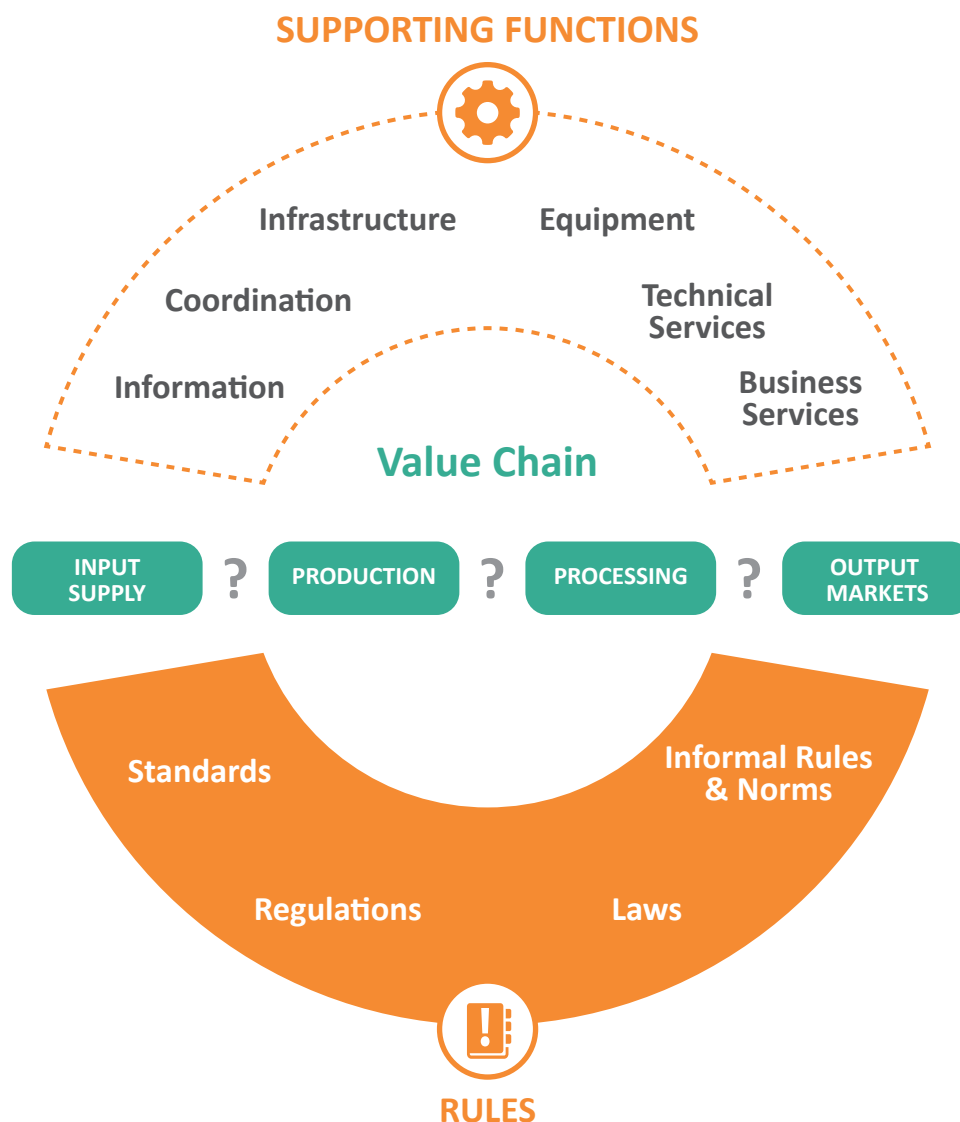 SUPPORTING FUNCTIONS
Infrastructure
Equipment
Coordination
Technical
Services
Information
Business
Services
Value Chain
INPUT
SUPPLY
?
PRODUCTION
?
PROCESSING
?
OUTPUT
MARKETS
Standards
Informal Rules
& Norms
Regulations
Laws
!
RULES